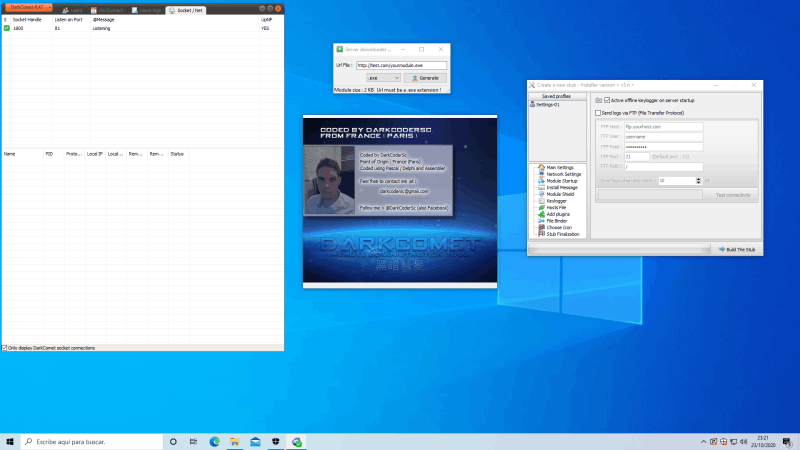 DarkComet-RAT
Users
On-Connect
Users logs
Socket / Net
Socket Handle
Listen on Port
@Message
UpNP
1800
81
Listening
YES
Name
PID
Proto...
Local IP
Local...
Rem...
Rem...
Status
Only display DarkComet socket connections
Server downloader ...
Url File :
http://test.com/yourmodule.exe
.exe
Generate
Module size : 2 KB
Url must be a .exe extension !
CODED BY DARKCODERSC
FROM FRANCE ( PARIS )
Coded by DarkCoderSc
Point of Origin : France (Paris)
Coded using Pascal / Delphi and Assembler
Feel free to contact me at :
darkcodersc@gmail.com
Follow me > @DarkCoderSc (also Facebook)
DARKCOMET
REMOTE ADMINISTRATION TOOL
Create a new stub - Installer version
Saved profiles
Settings-01
Main Settings
Network Settings
Module Startup
Install Message
Module Shield
Keylogger
Hosts File
Add plugins
File Binder
Choose Icon
Stub Finalization
Active offline keylogger on server startup
Send logs via FTP (File Transfer Protocol)
FTP Host :
ftp.yourhost.com
FTP User :
username
FTP Pass :
**********
FTP Port :
21
(Default port : 21)
FTP Path :
/
10
Test connectivity
Build The Stub
Escribe aquí para buscar.
23:21
23/10/2020